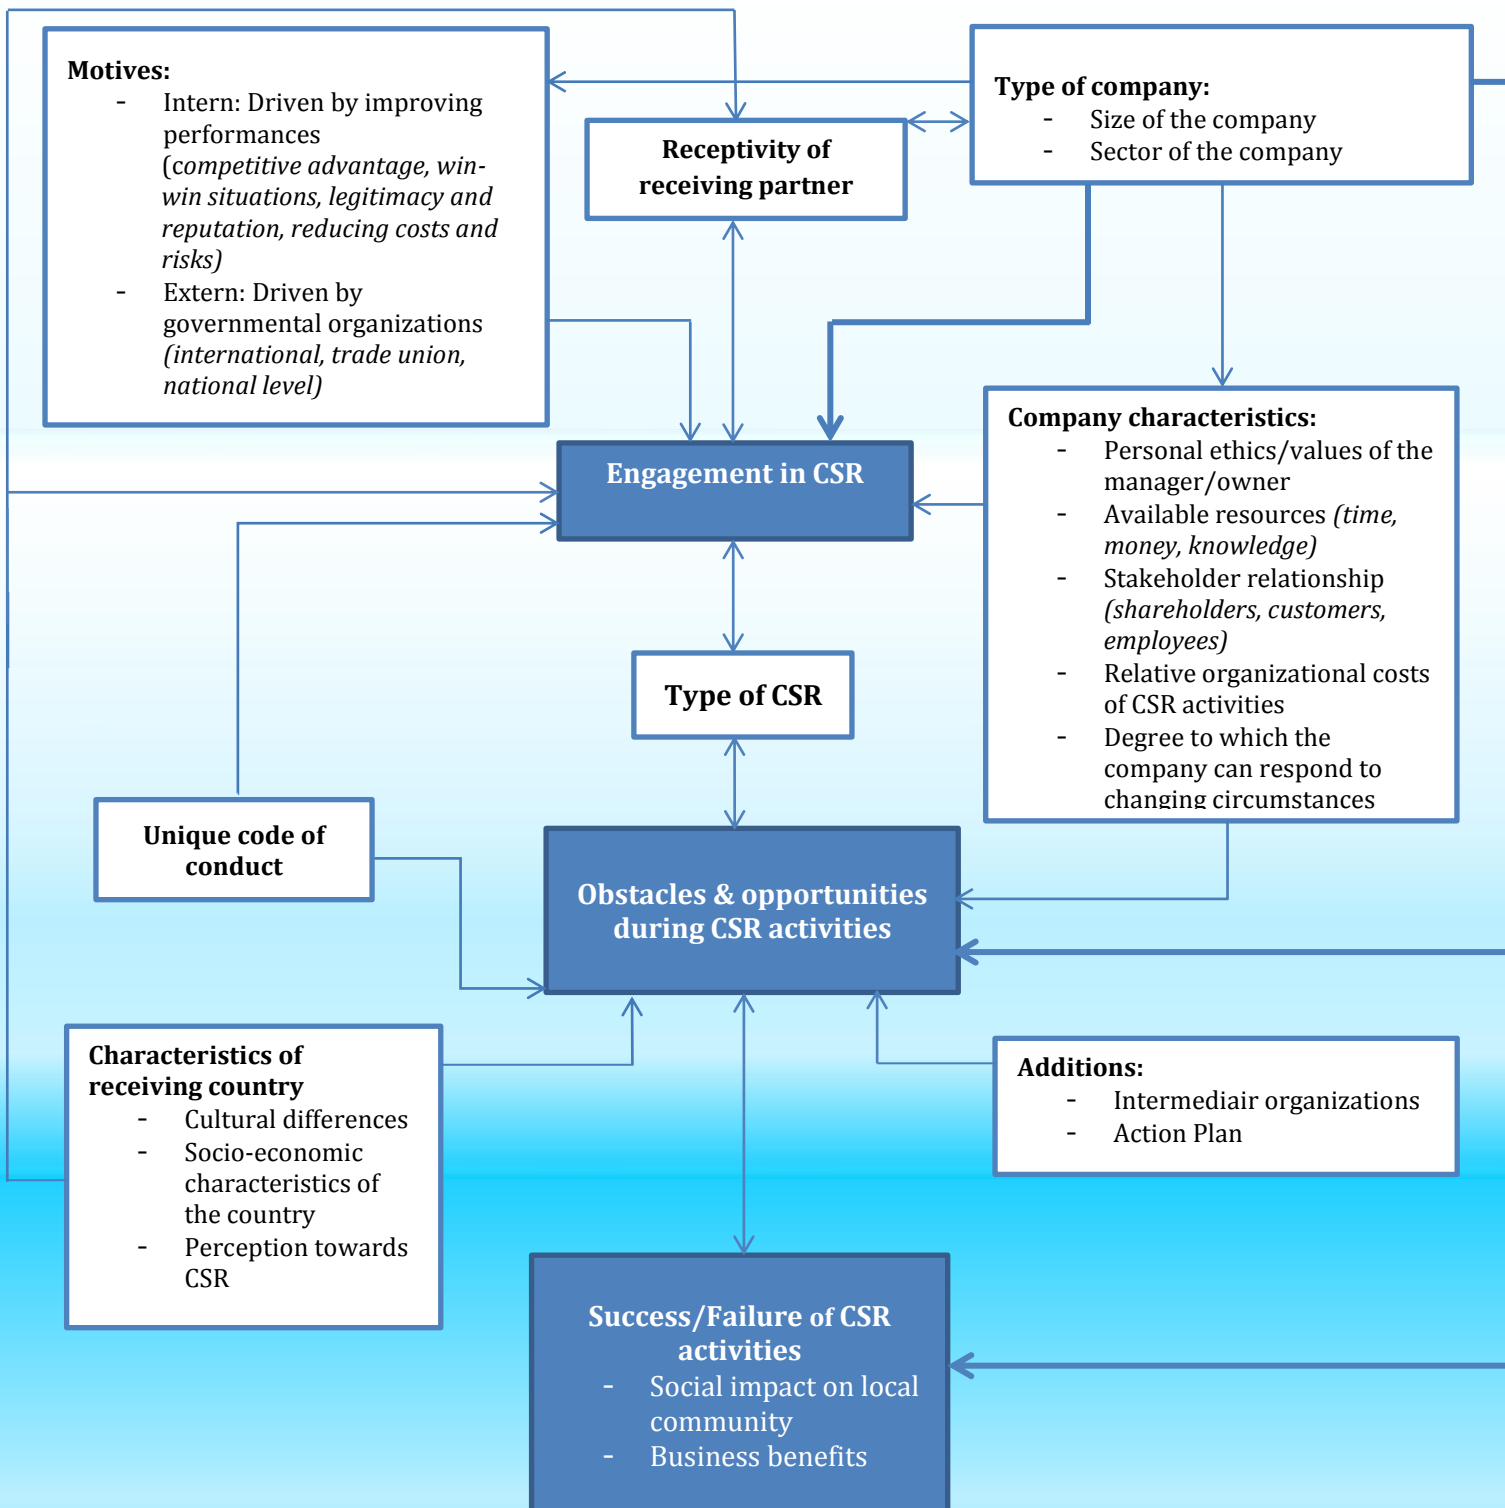 Motives:
- Intern: Driven by improving
performances
(competitive advantage, win-
win situations, legitimacy and
reputation, reducing costs and
risks)
- Extern: Driven by
governmental organizations
(international, trade union,
national level)
Receptivity of
receiving partner
Type of company:
- Size of the company
- Sector of the company
Engagement in CSR
Company characteristics:
- Personal ethics/values of the
manager/owner
- Available resources (time,
money, knowledge)
- Stakeholder relationship
(shareholders, customers,
employees)
- Relative organizational costs
of CSR activities
- Degree to which the
company can respond to
changing circumstances
Type of CSR
Unique code of
conduct
Obstacles & opportunities
during CSR activities
Characteristics of
receiving country
- Cultural differences
- Socio-economic
characteristics of
the country
- Perception towards
CSR
Additions:
- Intermediair organizations
- Action Plan
Success/Failure of CSR
activities
- Social impact on local
community
- Business benefits